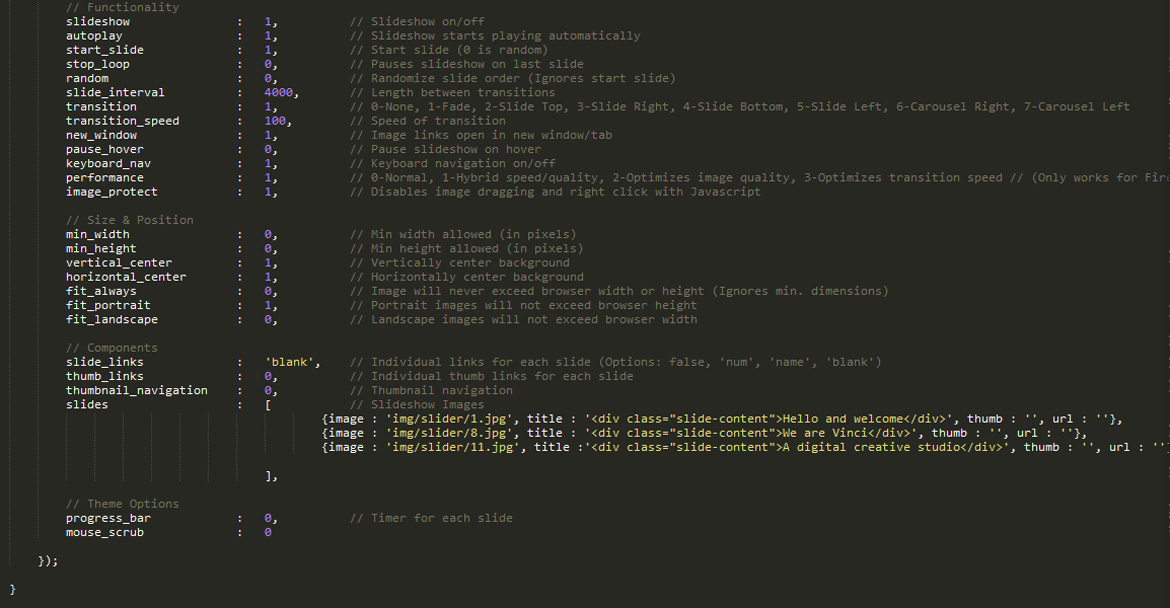 // Functionality
slideshow : 1, // Slideshow on/off
autoplay : 1, // Slideshow starts playing automatically
start_slide : 1, // Start slide (0 is random)
stop_loop : 0, // Pauses slideshow on last slide
random : 0, // Randomize slide order (Ignores start slide)
slide_interval : 4000, // Length between transitions
transition : 1, // 0-None, 1-Fade, 2-Slide Top, 3-Slide Right, 4-Slide Bottom, 5-Slide Left, 6-Carousel Right, 7-Carousel Left
transition_speed : 100, // Speed of transition
new_window : 1, // Image links open in new window/tab
pause_hover : 0, // Pause slideshow on hover
keyboard_nav : 1, // Keyboard navigation on/off
performance : 1, // 0-Normal, 1-Hybrid speed/quality, 2-Optimizes image quality, 3-Optimizes transition speed // (Only works for
image_protect : 1, // Disables image dragging and right click with Javascript
// Size & Position
min_width : 0, // Min width allowed (in pixels)
min_height : 0, // Min height allowed (in pixels)
vertical_center : 1, // Vertically center background
horizontal_center : 1, // Horizontally center background
fit_always : 0, // Image will never exceed browser width or height (Ignores min. dimensions)
fit_portrait : 1, // Portrait images will not exceed browser height
fit_landscape : 0, // Landscape images will not exceed browser width
// Components
slide_links : 'blank', // Individual links for each slide (Options: false, 'num', 'name', 'blank')
thumb_links : 0, // Individual thumb links for each slide
thumbnail_navigation : 0, // Thumbnail navigation
slides : [ // Slideshow Images
{image : 'img/slider/1.jpg', title : '<div class="slide-content">Hello and welcome</div>', thumb : '', url : ''},
{image : 'img/slider/8.jpg', title : '<div class="slide-content">We are Vinci</div>', thumb : '', url : ''},
{image : 'img/slider/11.jpg', title :'<div class="slide-content">A digital creative studio</div>', thumb : '', url : ''
],
// Theme Options
progress_bar : 0, // Timer for each slide
mouse_scrub : 0
});
}